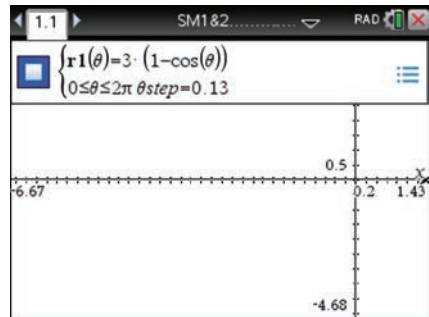 1.1 SM1&2............ RAD
r1(θ)=3·(1−cos(θ))
0≤θ≤2π θstep=0.13
0.5
x
-6.67 0.2 1.43
-4.68